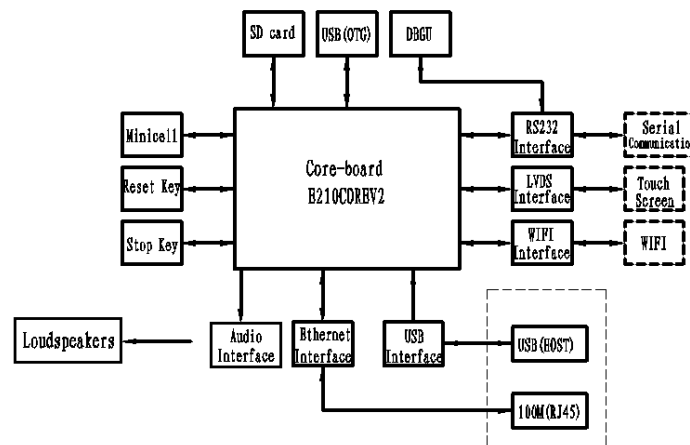 SD card
USB(OTG)
DBGU
Minicell
Reset Key
Stop Key
Core-board
E210COREV2
RS232
Interface
Serial
Communicatio
LVDS
Interface
Touch
Screen
WIFI
Interface
WIFI
Loudspeakers
Audio
Interface
Ethernet
Interface
USB
Interface
USB(HOST)
100M(RJ45)